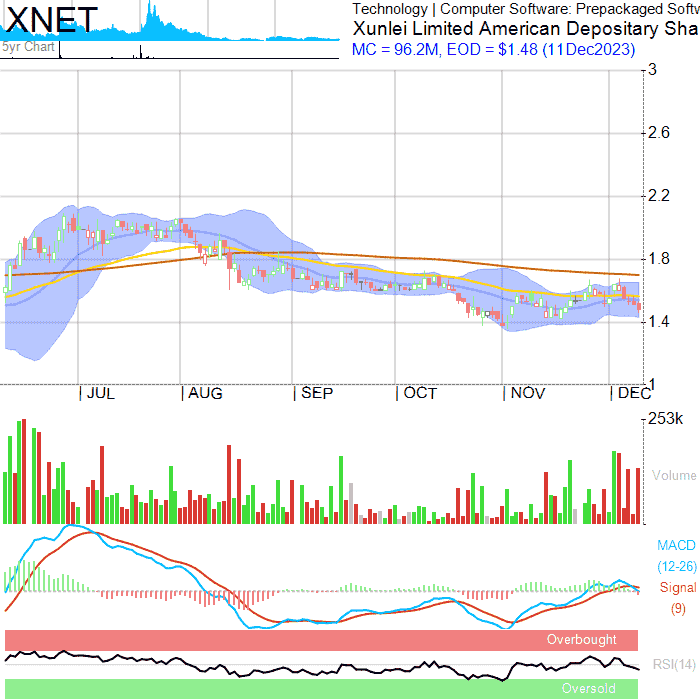 XNET
5yr Chart
Technology | Computer Software: Prepackaged Softw
Xunlei Limited American Depositary Sha
MC = 96.2M, EOD = $1.48 (11Dec2023)
3
2.6
2.2
1.8
1.4
1
JUL AUG SEP OCT NOV DEC
253k
Volume
MACD
(12-26)
Signal
(9)
Overbought
RSI(14)
Oversold